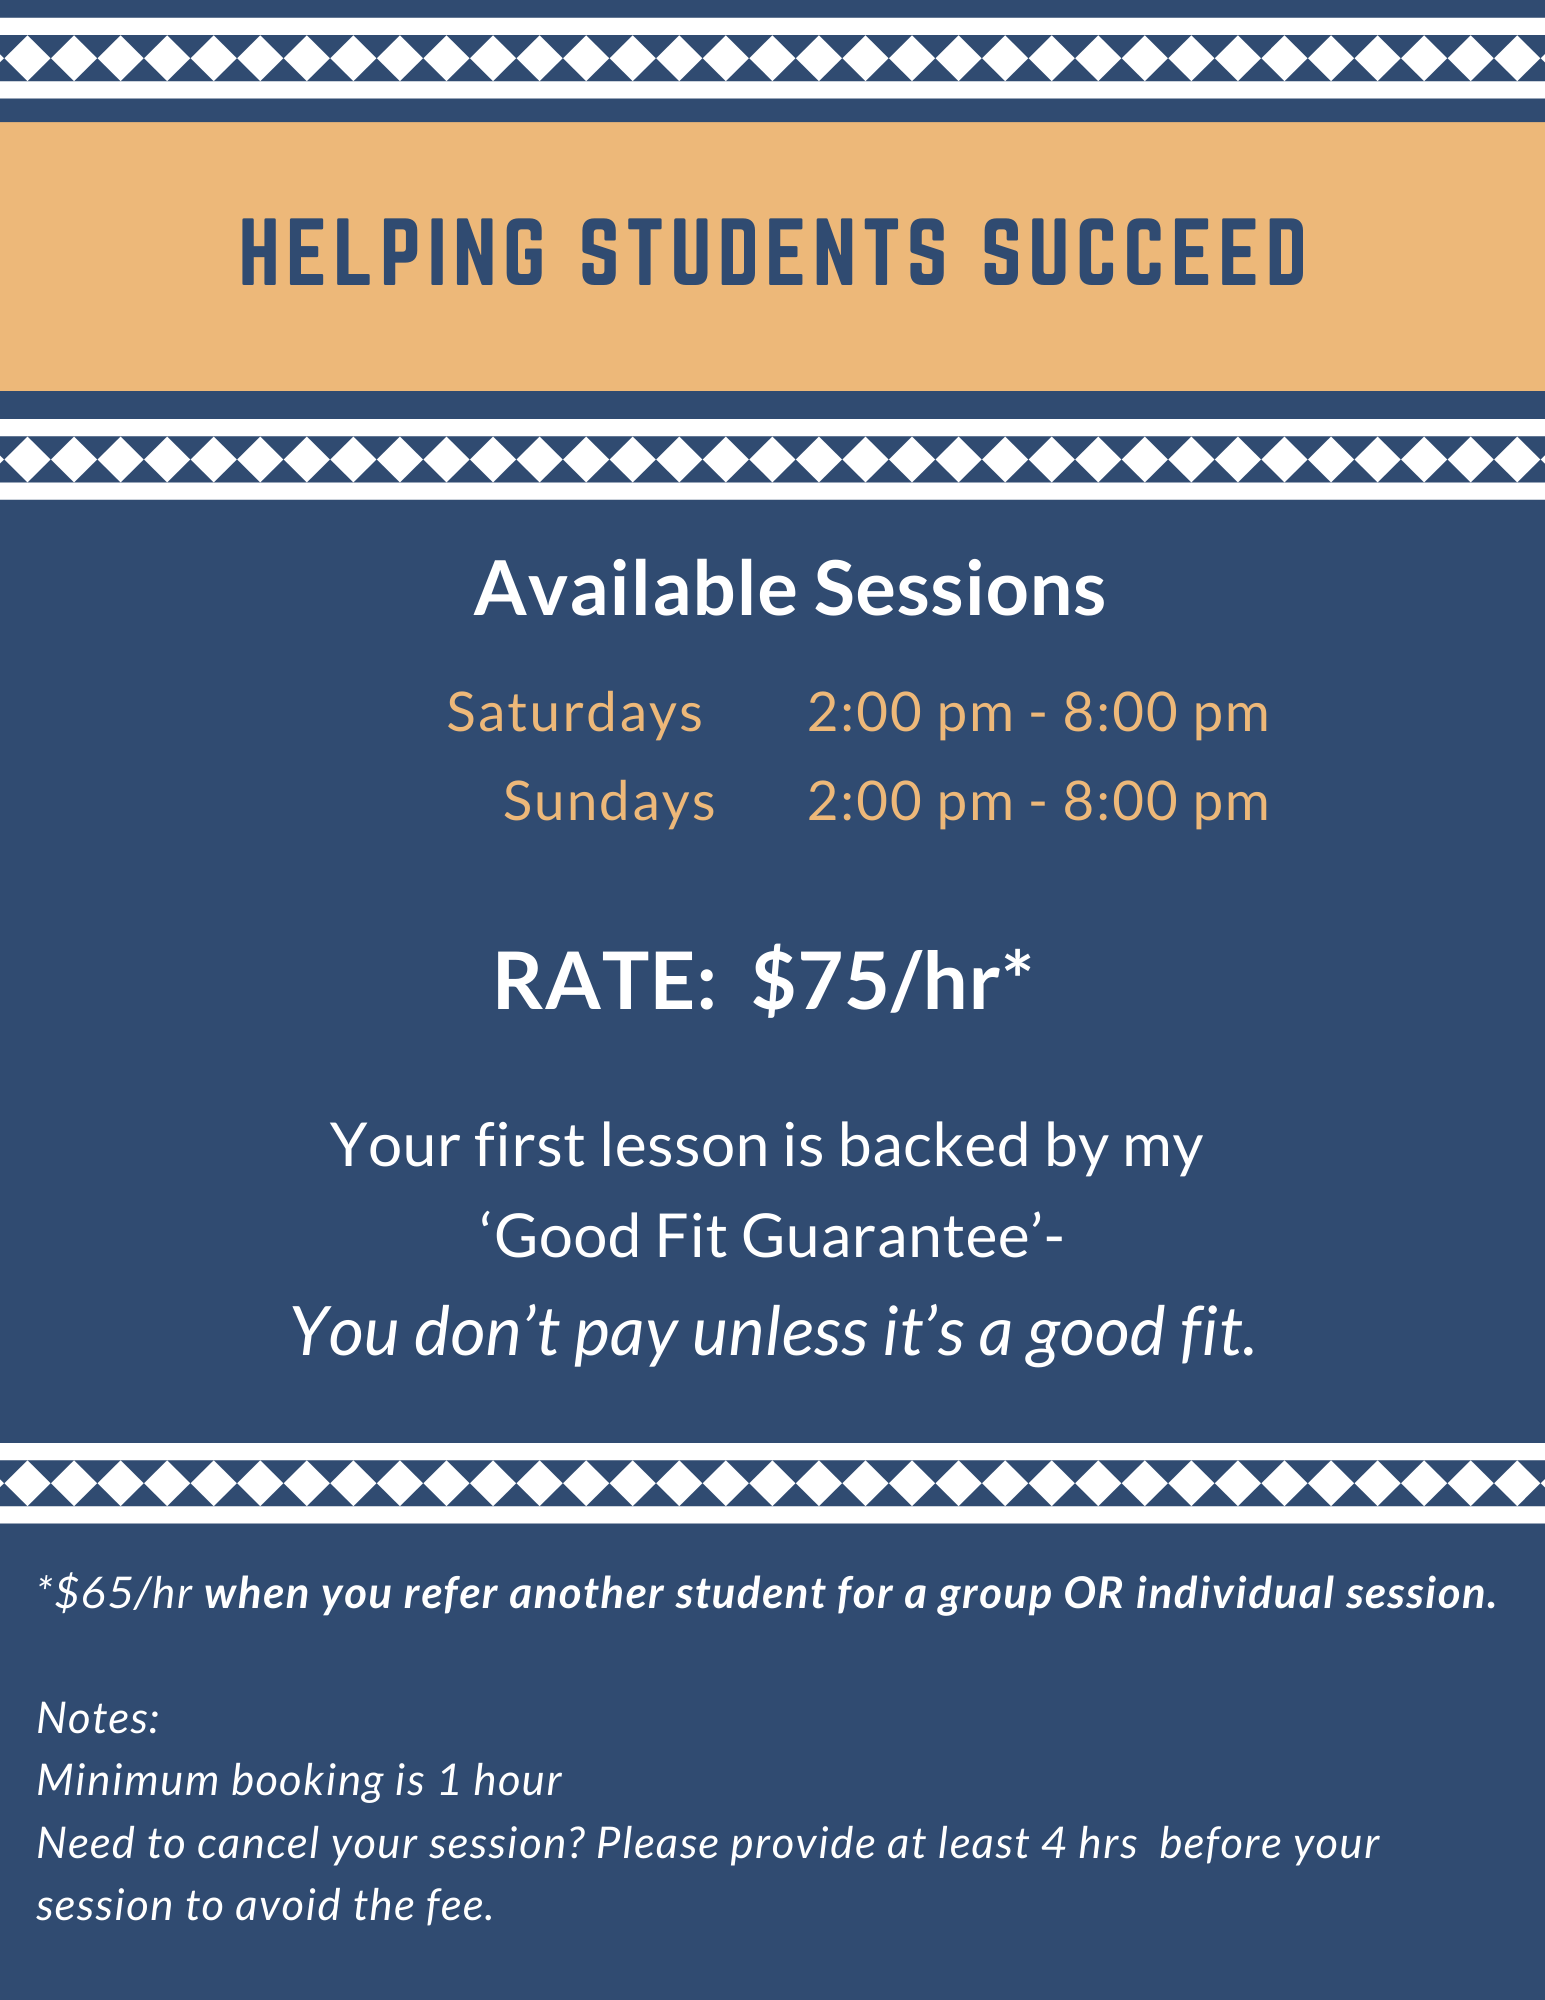 HELPING STUDENTS SUCCEED
Available Sessions
Saturdays 2:00 pm - 8:00 pm
Sundays 2:00 pm - 8:00 pm
RATE: $75/hr*
Your first lesson is backed by my
‘Good Fit Guarantee’-
You don’t pay unless it’s a good fit.
*$65/hr when you refer another student for a group OR individual session.
Notes:
Minimum booking is 1 hour
Need to cancel your session? Please provide at least 4 hrs  before your
session to avoid the fee.